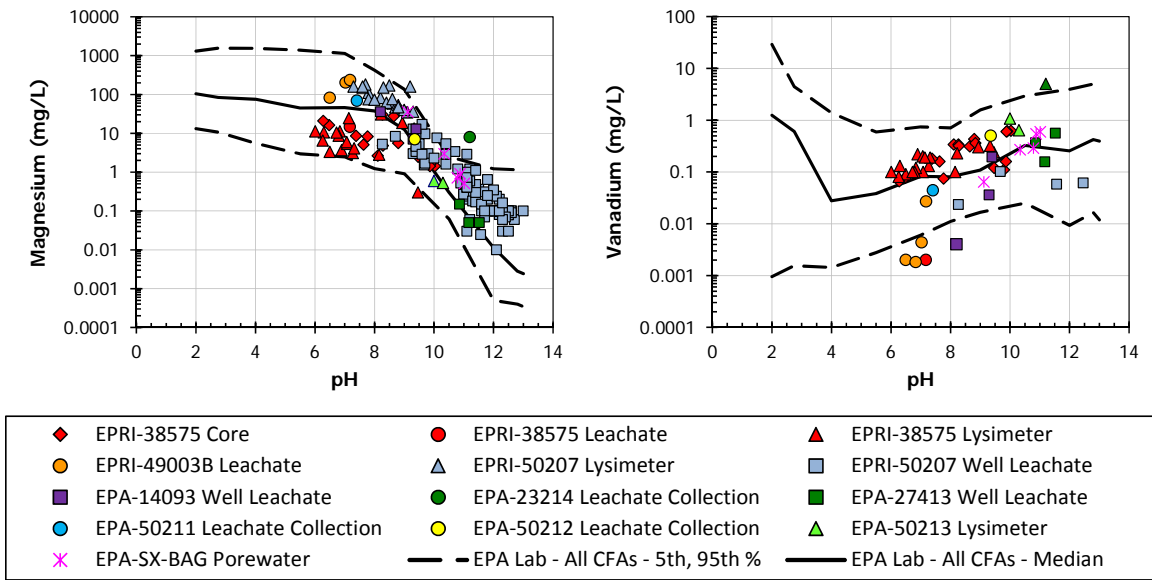 10000
1000
100
10
1
0.1
0.01
0.001
0.0001
Magnesium (mg/L)
0 2 4 6 8 10 12 14
pH
100
10
1
0.1
0.01
0.001
0.0001
Vanadium (mg/L)
0 2 4 6 8 10 12 14
pH
EPRI-38575 Core EPRI-38575 Leachate EPRI-38575 Lysimeter
EPRI-49003B Leachate EPRI-50207 Lysimeter EPRI-50207 Well Leachate
EPA-14093 Well Leachate EPA-23214 Leachate Collection EPA-27413 Well Leachate
EPA-50211 Leachate Collection EPA-50212 Leachate Collection EPA-50213 Lysimeter
EPA-SX-BAG Porewater EPA Lab - All CFAs - 5th, 95th % EPA Lab - All CFAs - Median